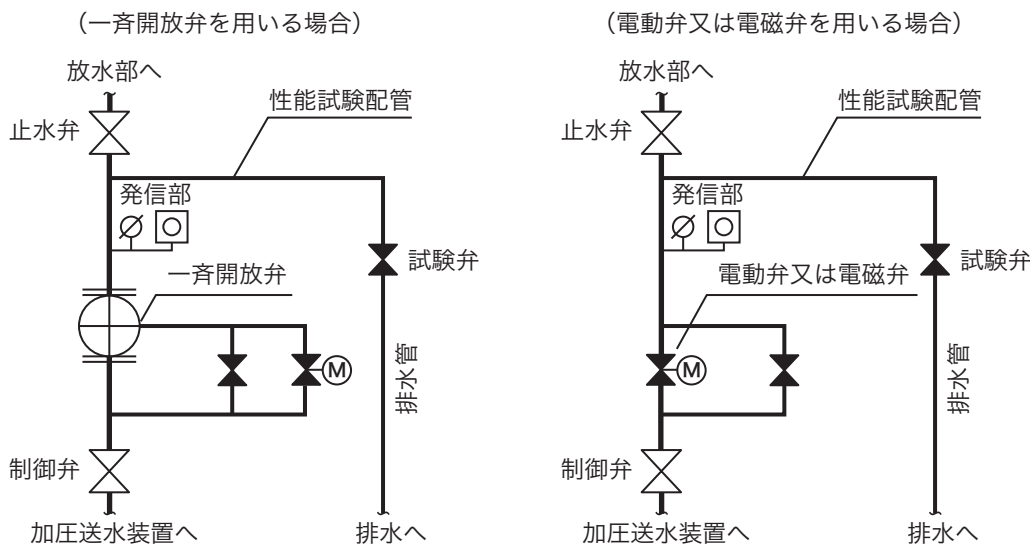 (一斉開放弁を用いる場合)
放水部へ
止水弁
性能試験配管
発信部
試験弁
一斉開放弁
M
排水管
制御弁
加圧送水装置へ
排水へ
(電動弁又は電磁弁を用いる場合)
放水部へ
止水弁
性能試験配管
発信部
試験弁
電動弁又は電磁弁
M
排水管
制御弁
加圧送水装置へ
排水へ